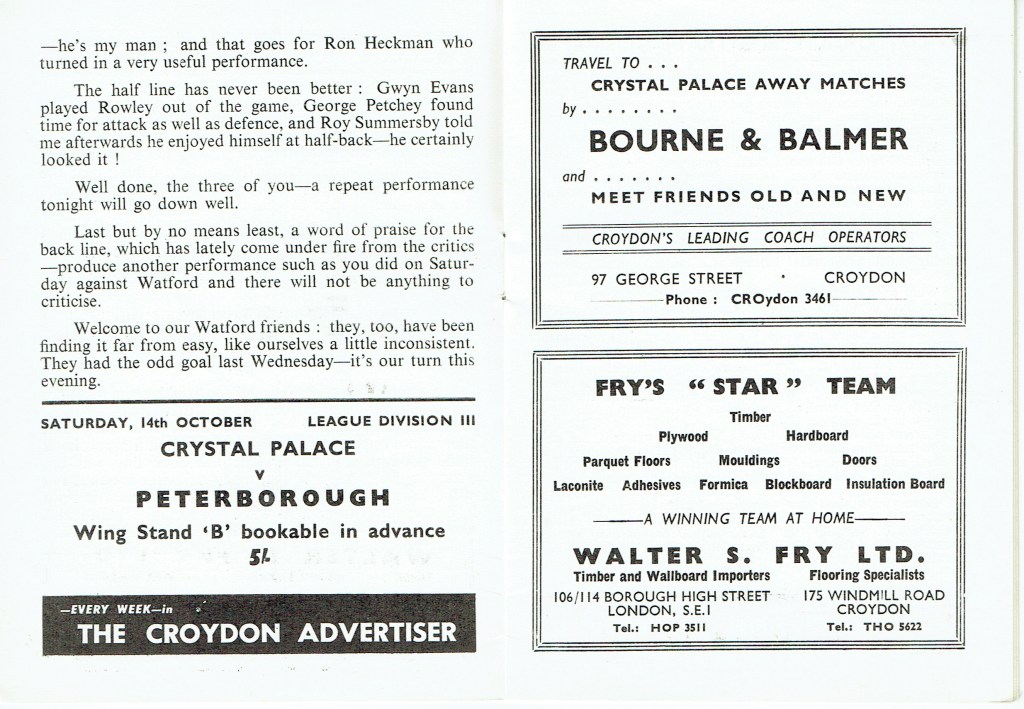 —he's my man ; and that goes for Ron Heckman who
turned in a very useful performance.
The half line has never been better : Gwyn Evans
played Rowley out of the game, George Petchey found
time for attack as well as defence, and Roy Summersby told
me afterwards he enjoyed himself at half-back—he certainly
looked it !
Well done, the three of you—a repeat performance
tonight will go down well.
Last but by no means least, a word of praise for the
back line, which has lately come under fire from the critics
—produce another performance such as you did on Satur-
day against Watford and there will not be anything to
criticise.
Welcome to our Watford friends : they, too, have been
finding it far from easy, like ourselves a little inconsistent.
They had the odd goal last Wednesday—it's our turn this
evening.
SATURDAY, 14th OCTOBER LEAGUE DIVISION III
CRYSTAL PALACE
v
PETERBOROUGH
Wing Stand 'B' bookable in advance
5/-
—EVERY WEEK—in
THE CROYDON ADVERTISER
TRAVEL TO . . .
CRYSTAL PALACE AWAY MATCHES
by . . . . . . . .
BOURNE & BALMER
and . . . . . . .
MEET FRIENDS OLD AND NEW
CROYDON'S LEADING COACH OPERATORS
97 GEORGE STREET · CROYDON
Phone : CROydon 3461
FRY'S "STAR" TEAM
Timber
Plywood Hardboard
Parquet Floors Mouldings Doors
Laconite Adhesives Formica Blockboard Insulation Board
—A WINNING TEAM AT HOME—
WALTER S. FRY LTD.
Timber and Wallboard Importers Flooring Specialists
106/114 BOROUGH HIGH STREET 175 WINDMILL ROAD
LONDON, S.E.1 CROYDON
Tel.: HOP 3511 Tel.: THO 5622